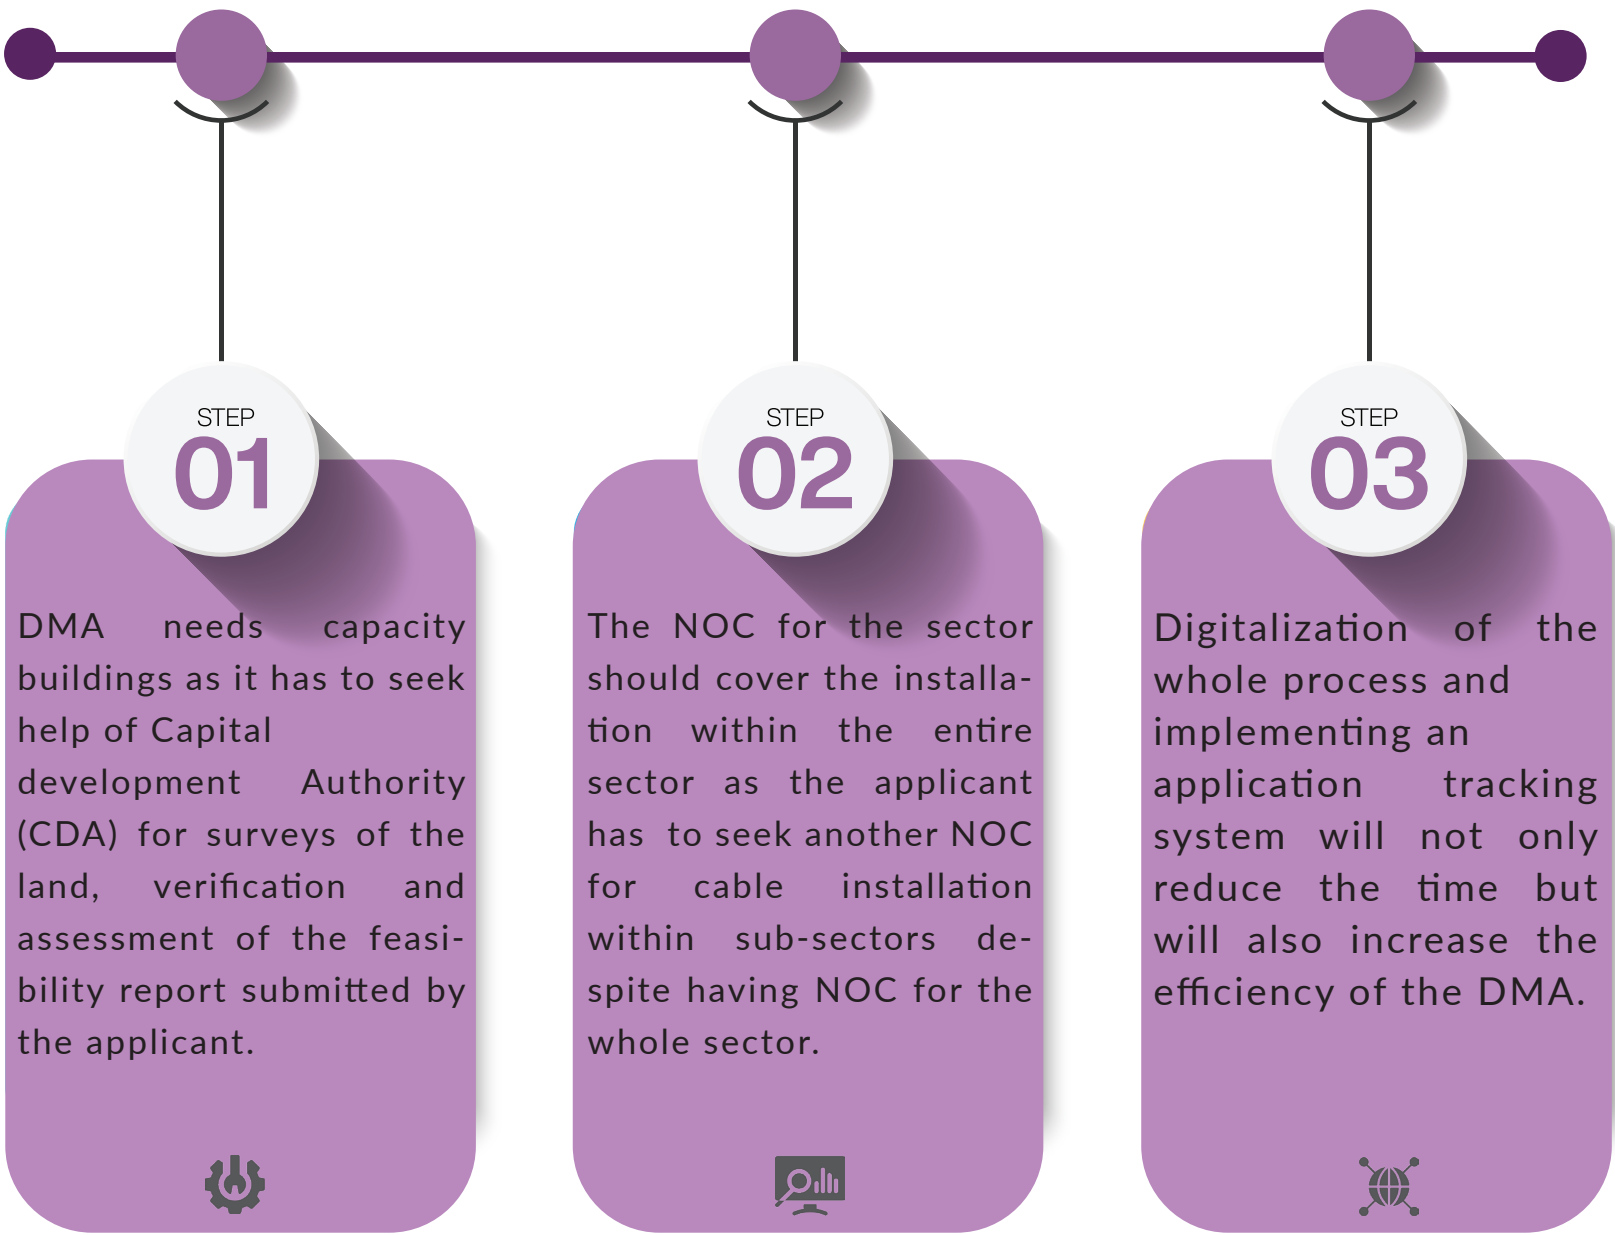 STEP
01
DMA needs capacity
buildings as it has to seek
help of Capital
development Authority
(CDA) for surveys of the
land, verification and
assessment of the feasi-
bility report submitted by
the applicant.
STEP
02
The NOC for the sector
should cover the installa-
tion within the entire
sector as the applicant
has to seek another NOC
for cable installation
within sub-sectors de-
spite having NOC for the
whole sector.
STEP
03
Digitalization of the
whole process and
implementing an
application tracking
system will not only
reduce the time but
will also increase the
efficiency of the DMA.